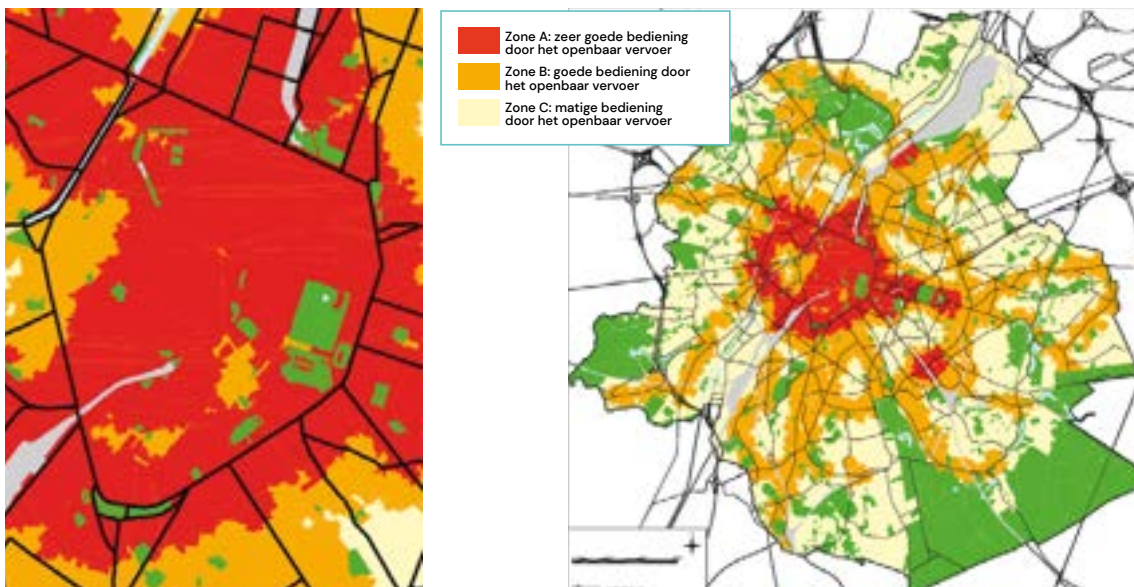 Zone A: zeer goede bediening
door het openbaar vervoer
Zone B: goede bediening door
het openbaar vervoer
Zone C: matige bediening
door het openbaar vervoer